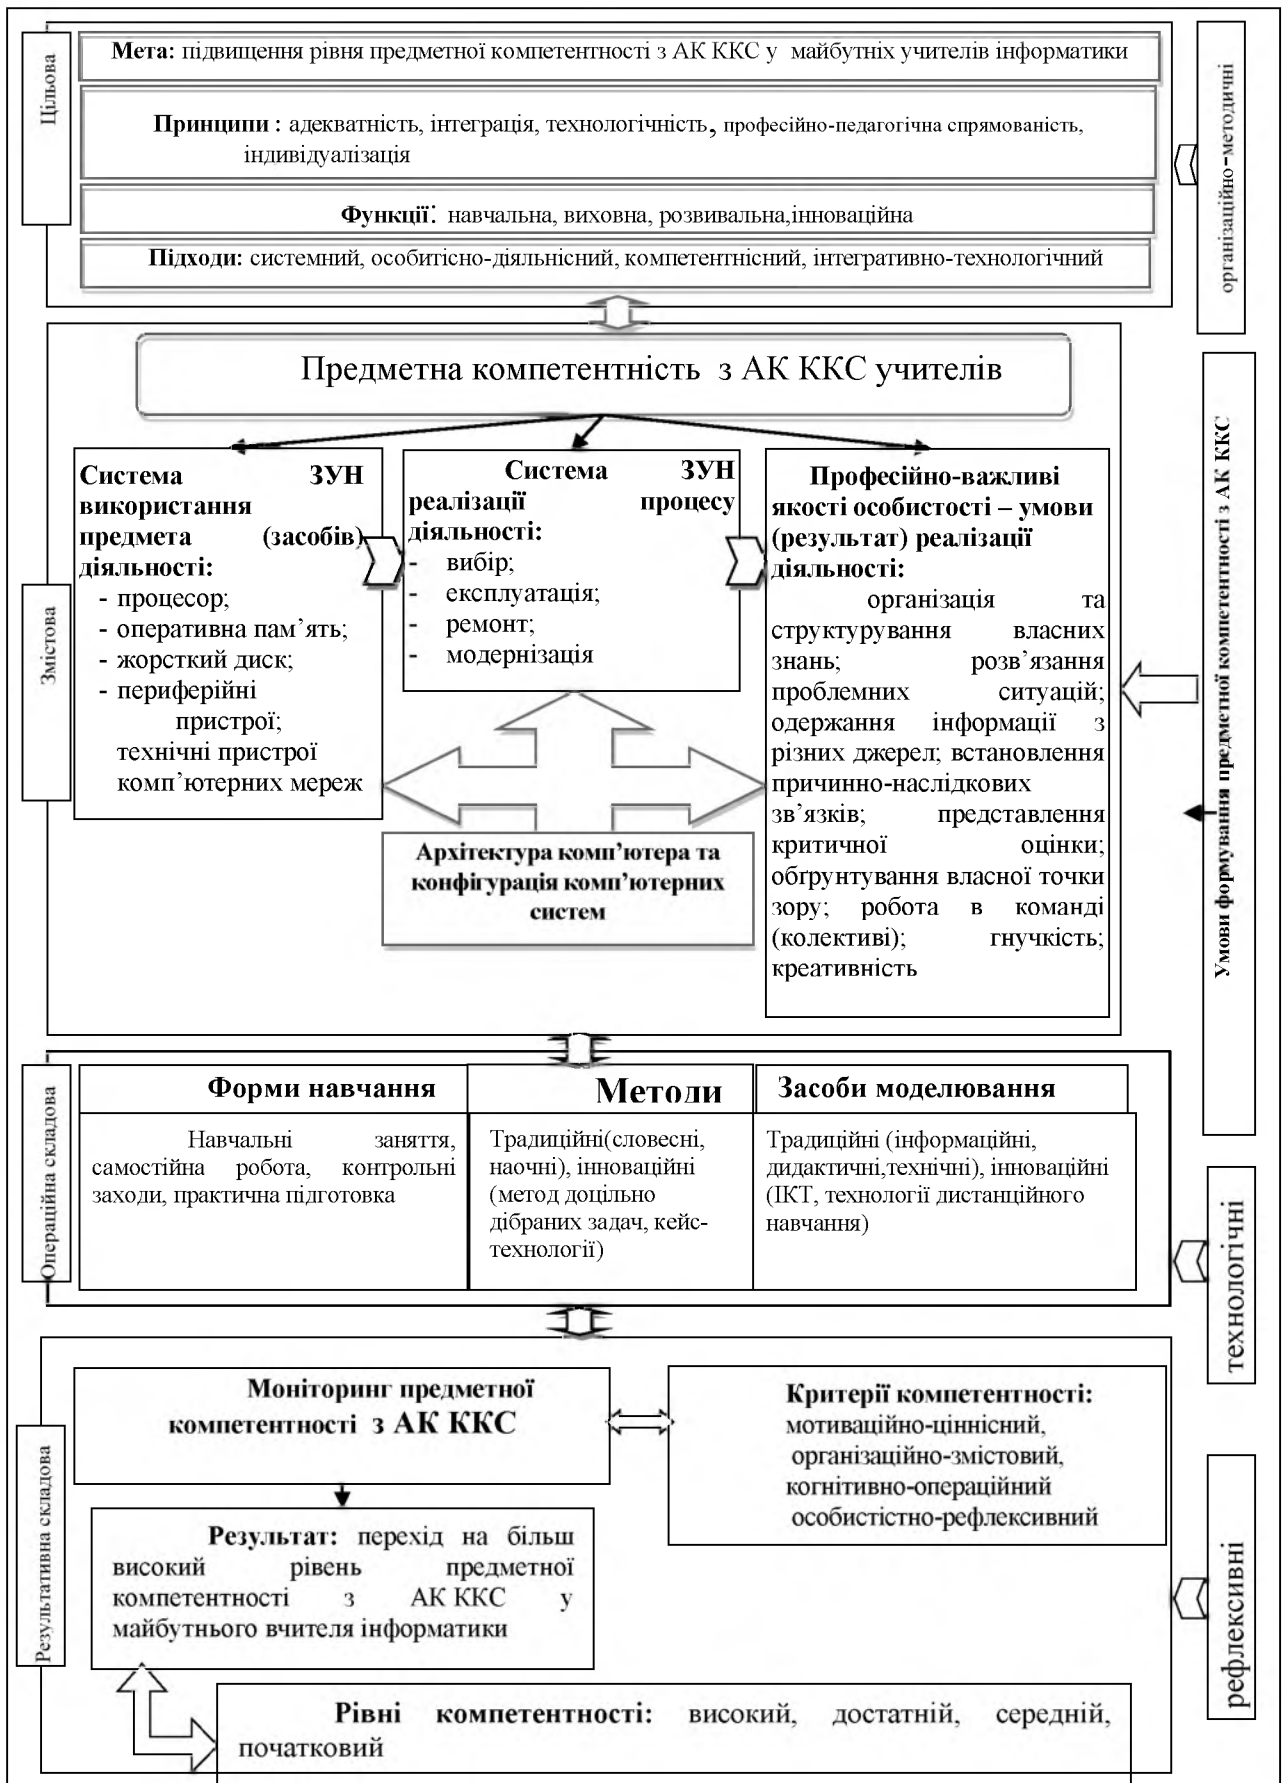 Цільова
Мета: підвищення рівня предметної компетентності з АК ККС у майбутніх учителів інформатики
Принципи : адекватність, інтеграція, технологічність, професійно-педагогічна спрямованість,
індивідуалізація
Функції: навчальна, виховна, розвивальна,інноваційна
Підходи: системний, особитісно-діяльнісний, компетентнісний, інтегративно-технологічний
організаційно-методичні
Змістова
Предметна компетентність з АК ККС учителів
Система ЗУН
використання
предмета (засобів)
діяльності:
- процесор;
- оперативна пам’ять;
- жорсткий диск;
- периферійні
пристрої;
технічні пристрої
комп’ютерних мереж
Система ЗУН
реалізації процесу
діяльності:
- вибір;
- експлуатація;
- ремонт;
- модернізація
Професійно-важливі
якості особистості – умови
(результат) реалізації
діяльності:
організація та
структурування власних
знань; розв’язання
проблемних ситуацій;
одержання інформації з
різних джерел; встановлення
причинно-наслідкових
зв’язків; представлення
критичної оцінки;
обґрунтування власної точки
зору; робота в команді
(колективі); гнучкість;
креативність
Архітектура комп’ютера та
конфігурація комп’ютерних
систем
Умови формування предметної компетентності з АК ККС
Операційна складова
Форми навчання
Навчальні заняття,
самостійна робота, контрольні
заходи, практична підготовка
Методи
Традиційні(словесні,
наочні), інноваційні
(метод доцільно
дібраних задач, кейс-
технології)
Засоби моделювання
Традиційні (інформаційні,
дидактичні,технічні), інноваційні
(ІКТ, технології дистанційного
навчання)
технологічні
Результативна складова
Моніторинг предметної
компетентності з АК ККС
Критерії компетентності:
мотиваційно-ціннісний,
організаційно-змістовий,
когнітивно-операційний
особистістно-рефлексивний
Результат: перехід на більш
високий рівень предметної
компетентності з АК ККС у
майбутнього вчителя інформатики
Рівні компетентності: високий, достатній, середній,
початковий
рефлексивні